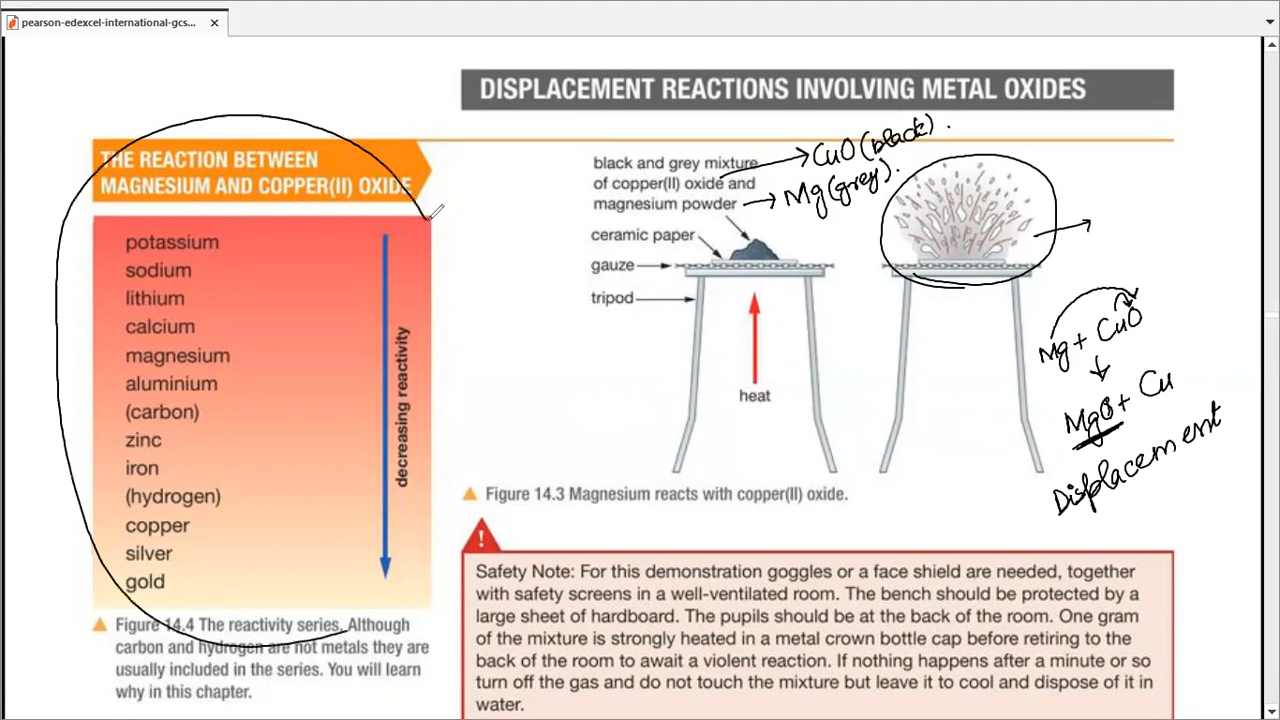 pearson-edexcel-international-gcs...
DISPLACEMENT REACTIONS INVOLVING METAL OXIDES
THE REACTION BETWEEN
MAGNESIUM AND COPPER(II) OXIDE
potassium
sodium
lithium
calcium
magnesium
aluminium
(carbon)
zinc
iron
(hydrogen)
copper
silver
gold
decreasing reactivity
Figure 14.4 The reactivity series. Although
carbon and hydrogen are not metals they are
usually included in the series. You will learn
why in this chapter.
black and grey mixture
of copper(II) oxide and
magnesium powder
CuO (black).
Mg (grey).
ceramic paper
gauze
tripod
heat
Mg + CuO
MgO + Cu
Displacement
Figure 14.3 Magnesium reacts with copper(II) oxide.
!
Safety Note: For this demonstration goggles or a face shield are needed, together
with safety screens in a well-ventilated room. The bench should be protected by a
large sheet of hardboard. The pupils should be at the back of the room. One gram
of the mixture is strongly heated in a metal crown bottle cap before retiring to the
back of the room to await a violent reaction. If nothing happens after a minute or so
turn off the gas and do not touch the mixture but leave it to cool and dispose of it in
water.